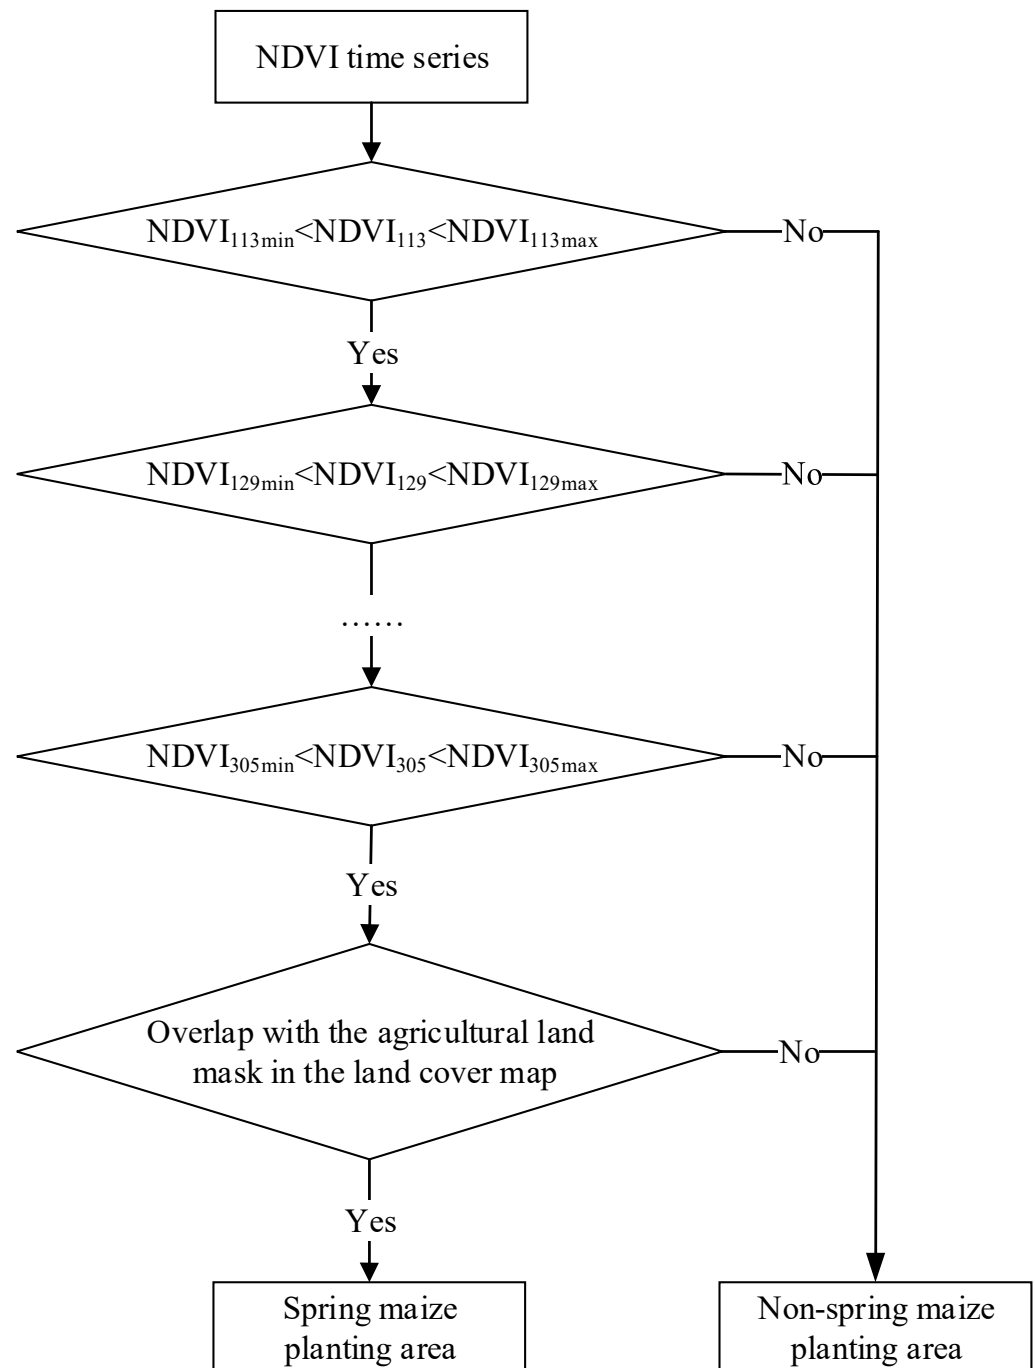 NDVI time series
NDVI113min<NDVI113<NDVI113max
No
Yes
NDVI129min<NDVI129<NDVI129max
No
……
NDVI305min<NDVI305<NDVI305max
No
Yes
Overlap with the agricultural land
mask in the land cover map
No
Yes
Spring maize
planting area
Non-spring maize
planting area